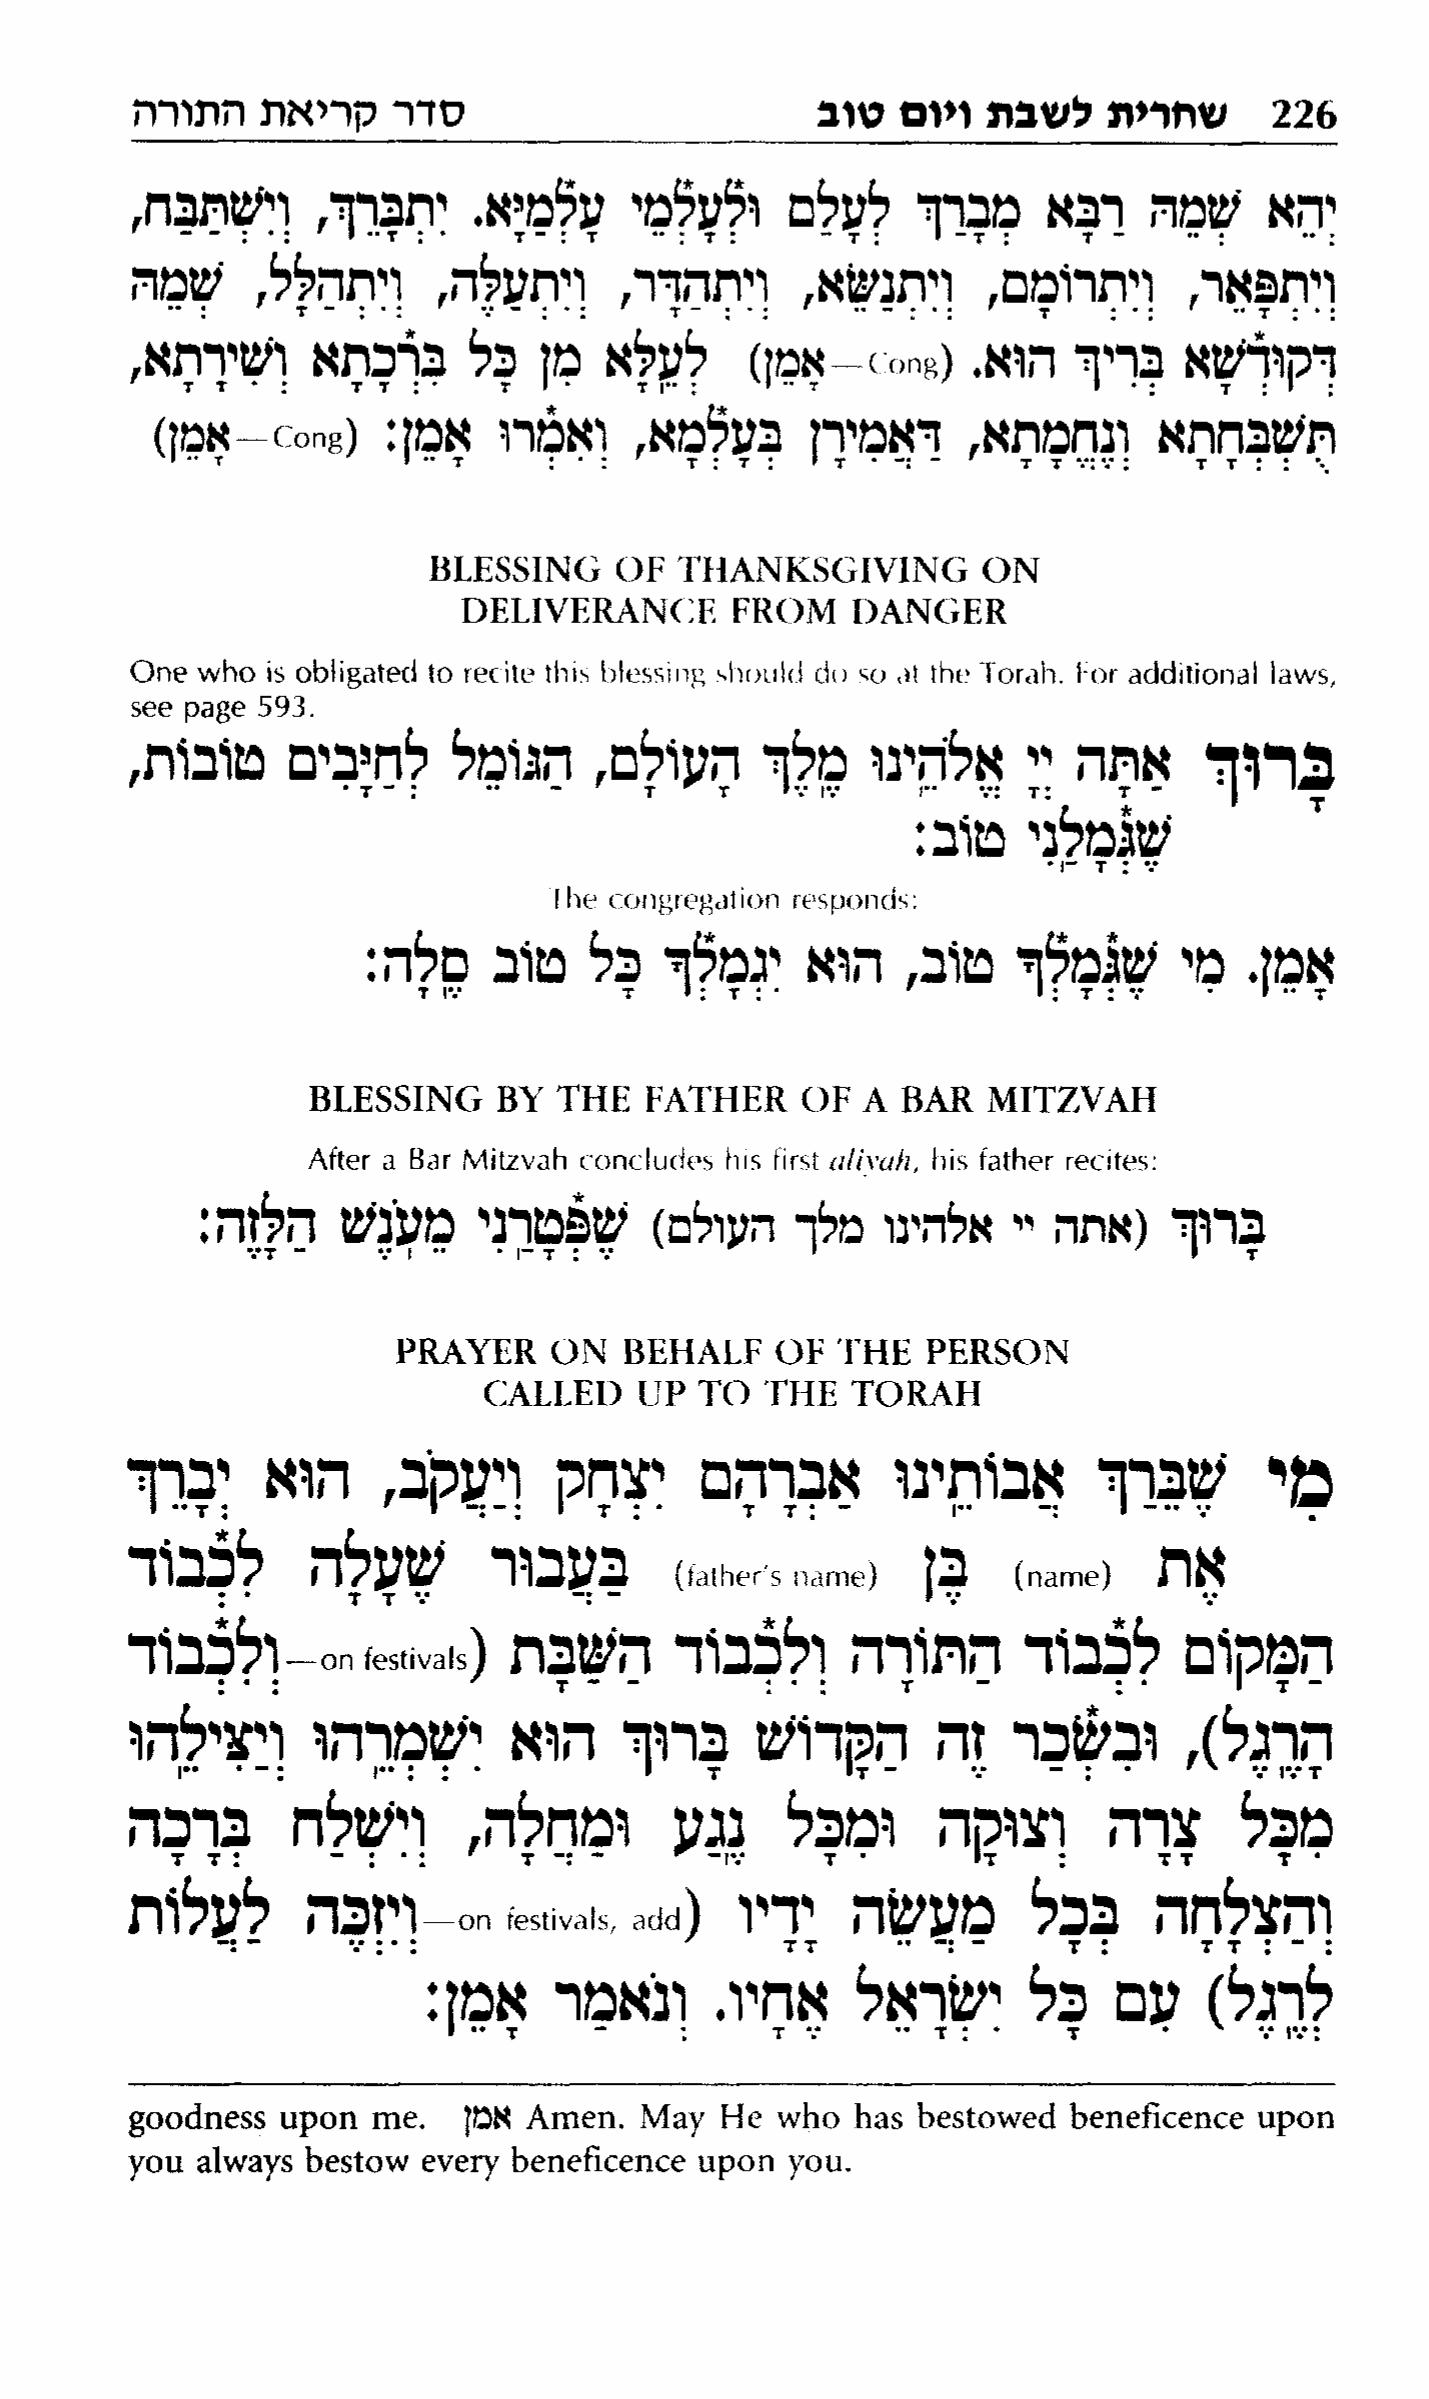 226 שחרית לשבת ויום טוב סדר קריאת התורה
יְהֵא שְׁמֵהּ רַבָּא מְבָרַךְ לְעָלַם וּלְעָלְמֵי עָלְמַיָּא. יִתְבָּרֵךְ, וְיִשְׁתַּבַּח,
וְיִתְפָּאֵר, וְיִתְרוֹמָם, וְיִתְנַשֵּׂא, וְיִתְהַדָּר, וְיִתְעַלֶּה, וְיִתְהַלָּל, שְׁמֵהּ
דְּקוּדְשָׁא בְּרִיךְ הוּא. (Cong—אָמֵן) לְעֵלָּא מִן כָּל בִּרְכָתָא וְשִׁירָתָא,
תֻּשְׁבְּחָתָא וְנֶחֱמָתָא, דַּאֲמִירָן בְּעָלְמָא, וְאִמְרוּ אָמֵן: (Cong—אָמֵן)
BLESSING OF THANKSGIVING ON
DELIVERANCE FROM DANGER
One who is obligated to recite this blessing should do so at the Torah. For additional laws,
see page 593.
בָּרוּךְ אַתָּה יְיָ אֱלֹהֵינוּ מֶלֶךְ הָעוֹלָם, הַגּוֹמֵל לְחַיָּבִים טוֹבוֹת,
שֶׁגְּמָלַנִי טוֹב:
The congregation responds:
אָמֵן. מִי שֶׁגְּמָלְךָ טוֹב, הוּא יִגְמָלְךָ כָּל טוֹב סֶלָה:
BLESSING BY THE FATHER OF A BAR MITZVAH
After a Bar Mitzvah concludes his first aliyah, his father recites:
בָּרוּךְ (אתה יי אלהינו מלך העולם) שֶׁפְּטָרַנִי מֵעֹנֶשׁ הַלָּזֶה:
PRAYER ON BEHALF OF THE PERSON
CALLED UP TO THE TORAH
מִי שֶׁבֵּרַךְ אֲבוֹתֵינוּ אַבְרָהָם יִצְחָק וְיַעֲקֹב, הוּא יְבָרֵךְ
אֶת (name) בֶּן (father's name) בַּעֲבוּר שֶׁעָלָה לִכְבוֹד
הַמָּקוֹם לִכְבוֹד הַתּוֹרָה וְלִכְבוֹד הַשַּׁבָּת (on festivals—וְלִכְבוֹד
הָרֶגֶל), וּבִשְׂכַר זֶה הַקָּדוֹשׁ בָּרוּךְ הוּא יִשְׁמְרֵהוּ וְיַצִּילֵהוּ
מִכָּל צָרָה וְצוּקָה וּמִכָּל נֶגַע וּמַחֲלָה, וְיִשְׁלַח בְּרָכָה
וְהַצְלָחָה בְּכָל מַעֲשֵׂה יָדָיו (on festivals, add—וְיִזְכֶּה לַעֲלוֹת
לְרֶגֶל) עִם כָּל יִשְׂרָאֵל אֶחָיו. וְנֹאמַר אָמֵן:
goodness upon me. אמן Amen. May He who has bestowed beneficence upon
you always bestow every beneficence upon you.